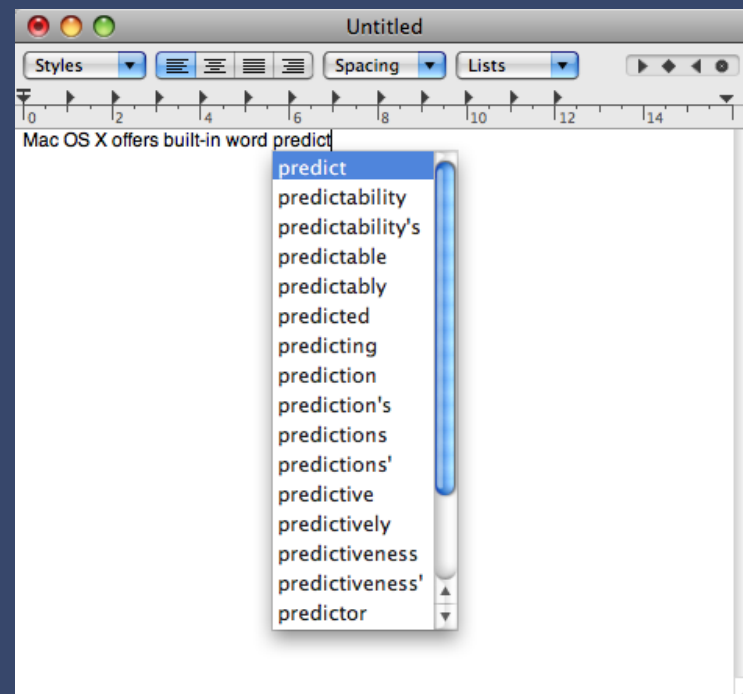 Untitled
Styles Spacing Lists
0 2 4 6 8 10 12 14
Mac OS X offers built-in word predict
predict
predictability
predictability's
predictable
predictably
predicted
predicting
prediction
prediction's
predictions
predictions'
predictive
predictively
predictiveness
predictiveness'
predictor